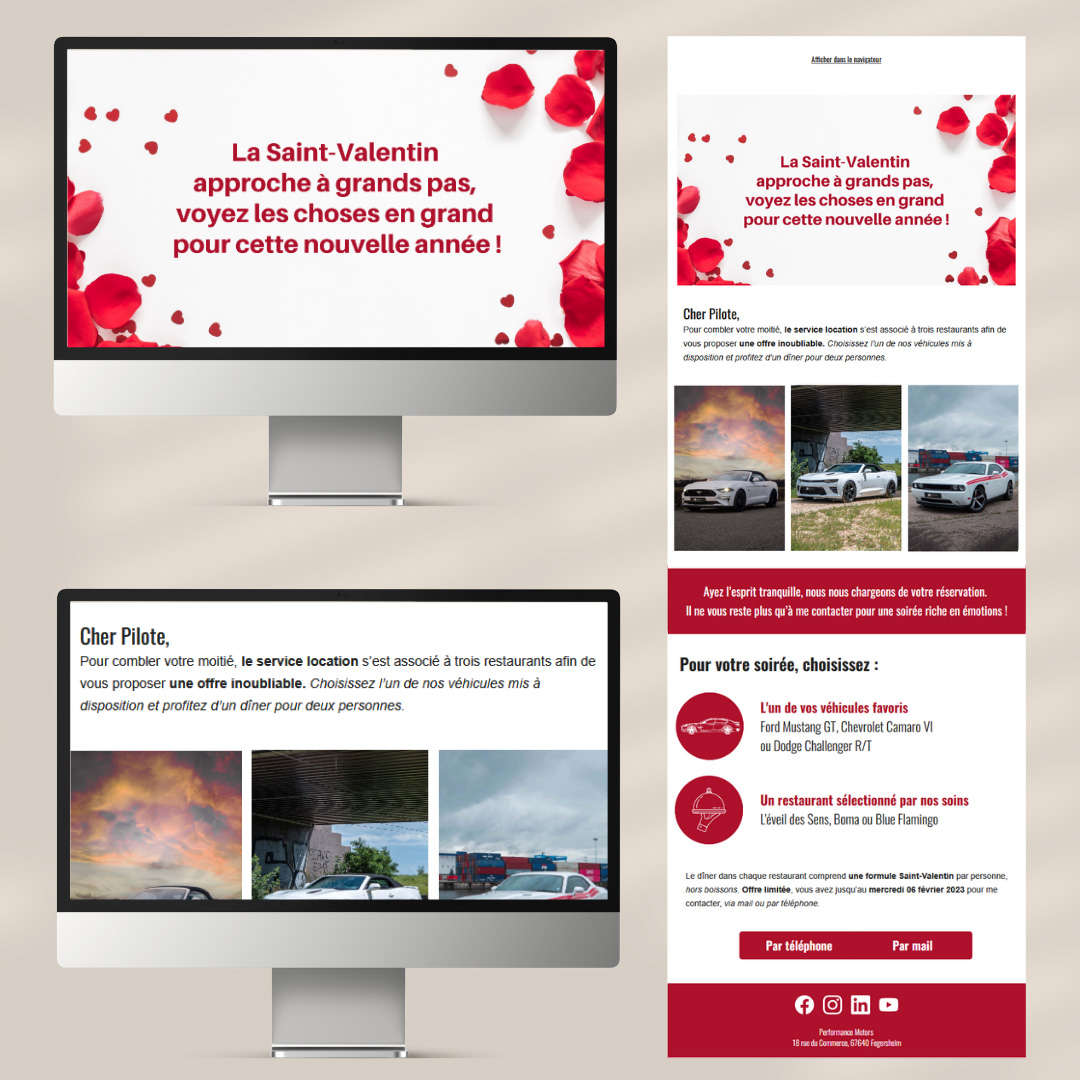 La Saint-Valentin
approche à grands pas,
voyez les choses en grand
pour cette nouvelle année !
Cher Pilote,
Pour combler votre moitié, le service location s'est associé à trois restaurants afin de
vous proposer une offre inoubliable. Choisissez l'un de nos véhicules mis à
disposition et profitez d'un dîner pour deux personnes.
Afficher dans le navigateur
La Saint-Valentin
approche à grands pas,
voyez les choses en grand
pour cette nouvelle année !
Cher Pilote,
Pour combler votre moitié, le service location s'est associé à trois restaurants afin de
vous proposer une offre inoubliable. Choisissez l'un de nos véhicules mis à
disposition et profitez d'un dîner pour deux personnes.
Ayez l'esprit tranquille, nous nous chargeons de votre réservation.
Il ne vous reste plus qu'à me contacter pour une soirée riche en émotions !
Pour votre soirée, choisissez :
L'un de vos véhicules favoris
Ford Mustang GT, Chevrolet Camaro VI
ou Dodge Challenger R/T
Un restaurant sélectionné par nos soins
L'éveil des Sens, Boma ou Blue Flamingo
Le dîner dans chaque restaurant comprend une formule Saint-Valentin par personne,
hors boissons. Offre limitée, vous avez jusqu'au mercredi 06 février 2023 pour me
contacter, via mail ou par téléphone.
Par téléphone Par mail
Performance Motors
18 rue du Commerce, 67640 Fegersheim